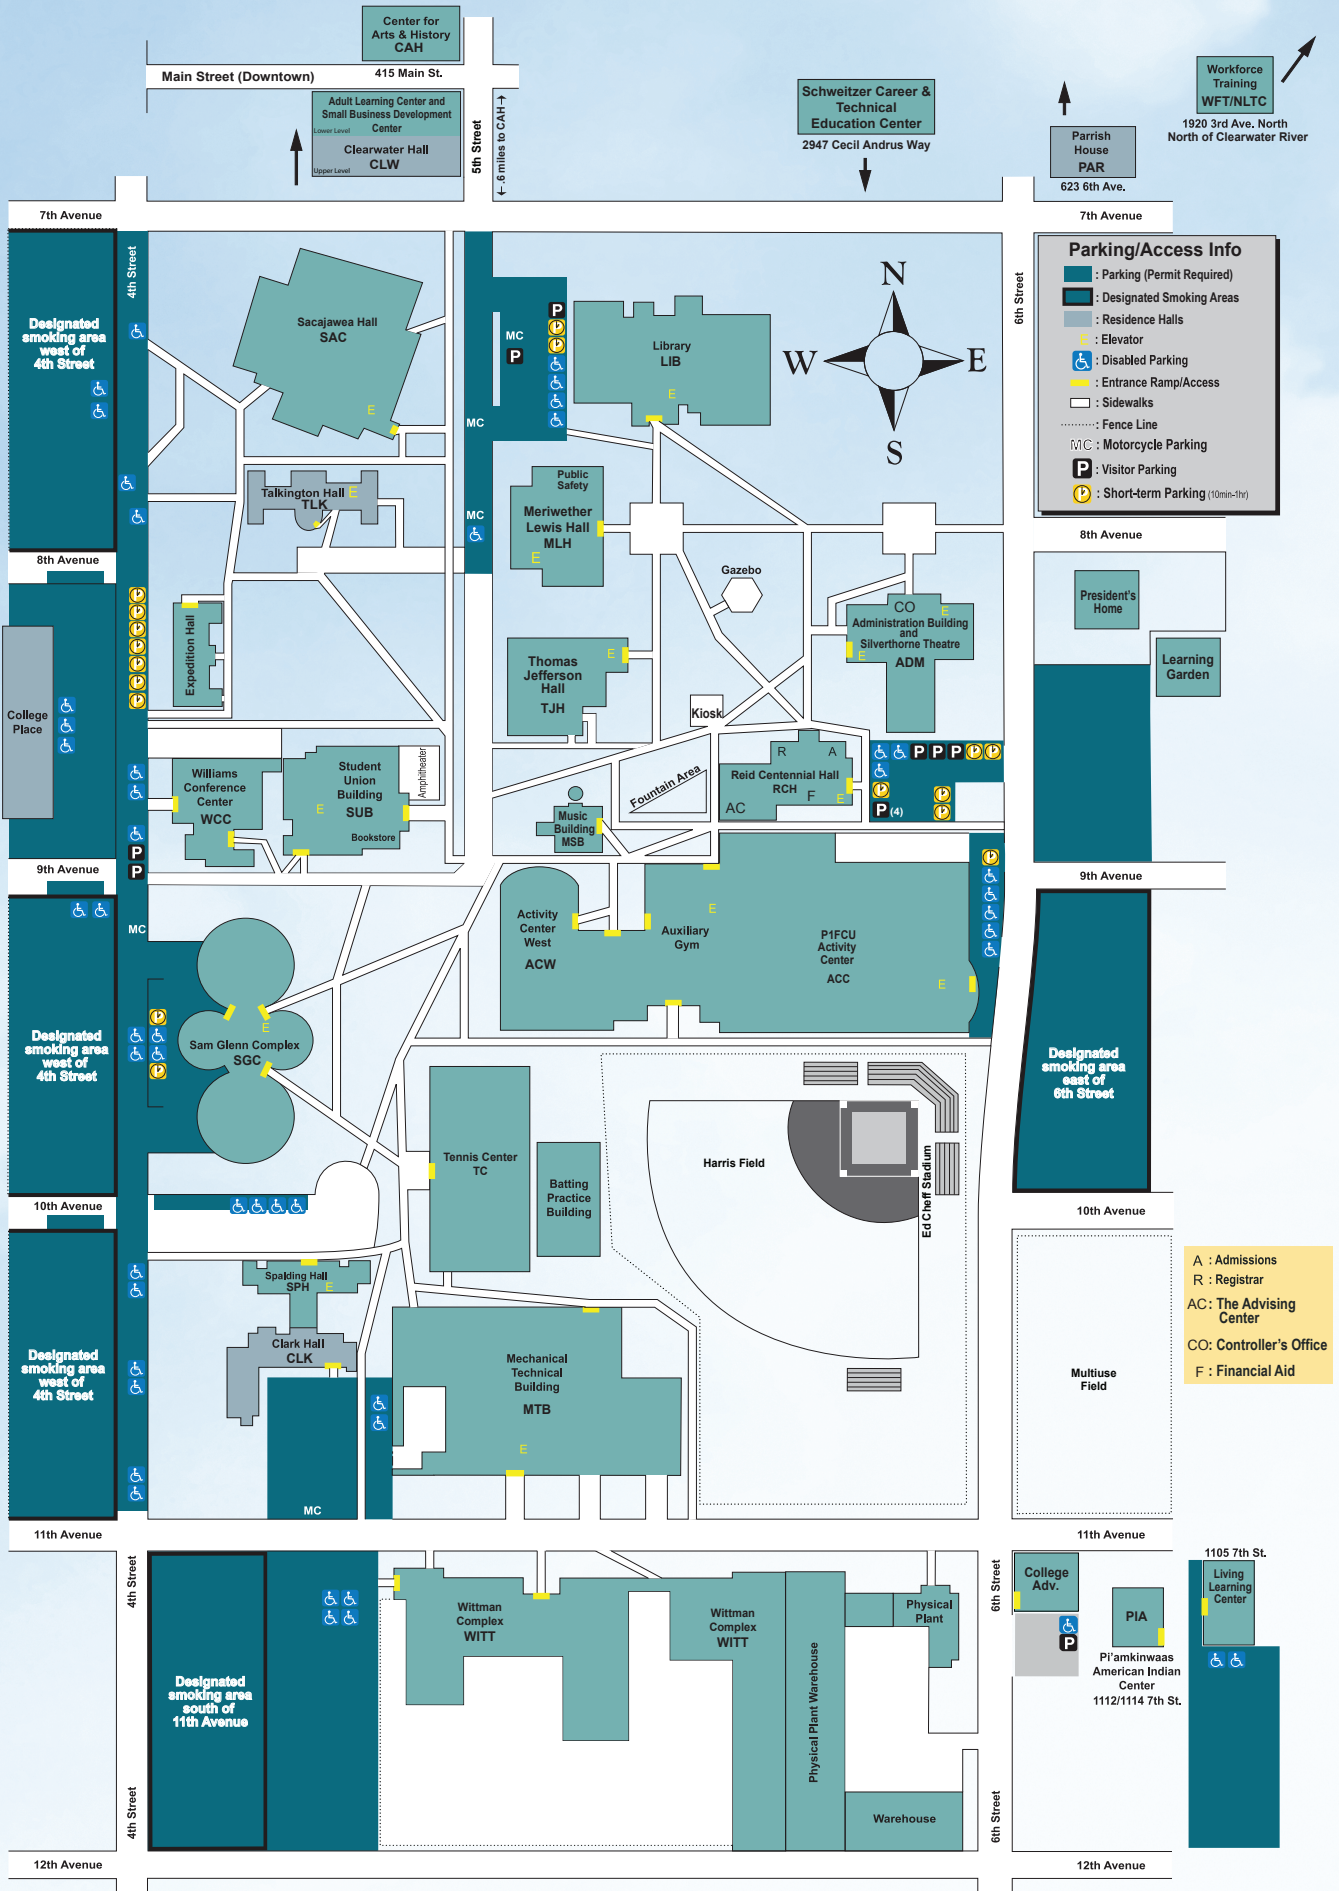 Center for
Arts & History
CAH
415 Main St.
Main Street (Downtown)
Adult Learning Center and
Small Business Development
Center
Lower Level
Clearwater Hall
CLW
Upper Level
5th Street
←.6 miles to CAH→
Schweitzer Career &
Technical
Education Center
2947 Cecil Andrus Way
Workforce
Training
WFT/NLTC
1920 3rd Ave. North
North of Clearwater River
Parrish
House
PAR
623 6th Ave.
7th Avenue
7th Avenue
4th Street
6th Street
Parking/Access Info
: Parking (Permit Required)
: Designated Smoking Areas
: Residence Halls
E : Elevator
: Disabled Parking
: Entrance Ramp/Access
: Sidewalks
: Fence Line
MC : Motorcycle Parking
P : Visitor Parking
: Short-term Parking (10min-1hr)
N
W
E
S
Designated
smoking area
west of
4th Street
Sacajawea Hall
SAC
E
MC
P
P
MC
Library
LIB
E
Talkington Hall E
TLK
MC
Public
Safety
Meriwether
Lewis Hall
MLH
E
8th Avenue
8th Avenue
Gazebo
President's
Home
Learning
Garden
CO
E
Administration Building
and
Silverthorne Theatre
E
ADM
Expedition Hall
Thomas
Jefferson
Hall
TJH
E
College
Place
Kiosk
Williams
Conference
Center
WCC
Student
Union
Building
SUB
E
Bookstore
Amphitheater
Fountain Area
R
A
Reid Centennial Hall
RCH
F
E
AC
P P P
P (4)
Music
Building
MSB
P
P
9th Avenue
9th Avenue
MC
Activity
Center
West
ACW
E
Auxiliary
Gym
P1FCU
Activity
Center
ACC
E
Designated
smoking area
west of
4th Street
E
Sam Glenn Complex
SGC
Designated
smoking area
east of
6th Street
Tennis Center
TC
Batting
Practice
Building
Harris Field
Ed Cheff Stadium
10th Avenue
10th Avenue
Spalding Hall
SPH
E
Clark Hall
CLK
Designated
smoking area
west of
4th Street
Mechanical
Technical
Building
MTB
E
MC
Multiuse
Field
A : Admissions
R : Registrar
AC: The Advising
Center
CO: Controller's Office
F : Financial Aid
11th Avenue
11th Avenue
4th Street
6th Street
Designated
smoking area
south of
11th Avenue
Wittman
Complex
WITT
Wittman
Complex
WITT
Physical Plant Warehouse
Physical
Plant
Warehouse
College
Adv.
P
PIA
Pi'amkinwaas
American Indian
Center
1112/1114 7th St.
1105 7th St.
Living
Learning
Center
4th Street
6th Street
12th Avenue
12th Avenue